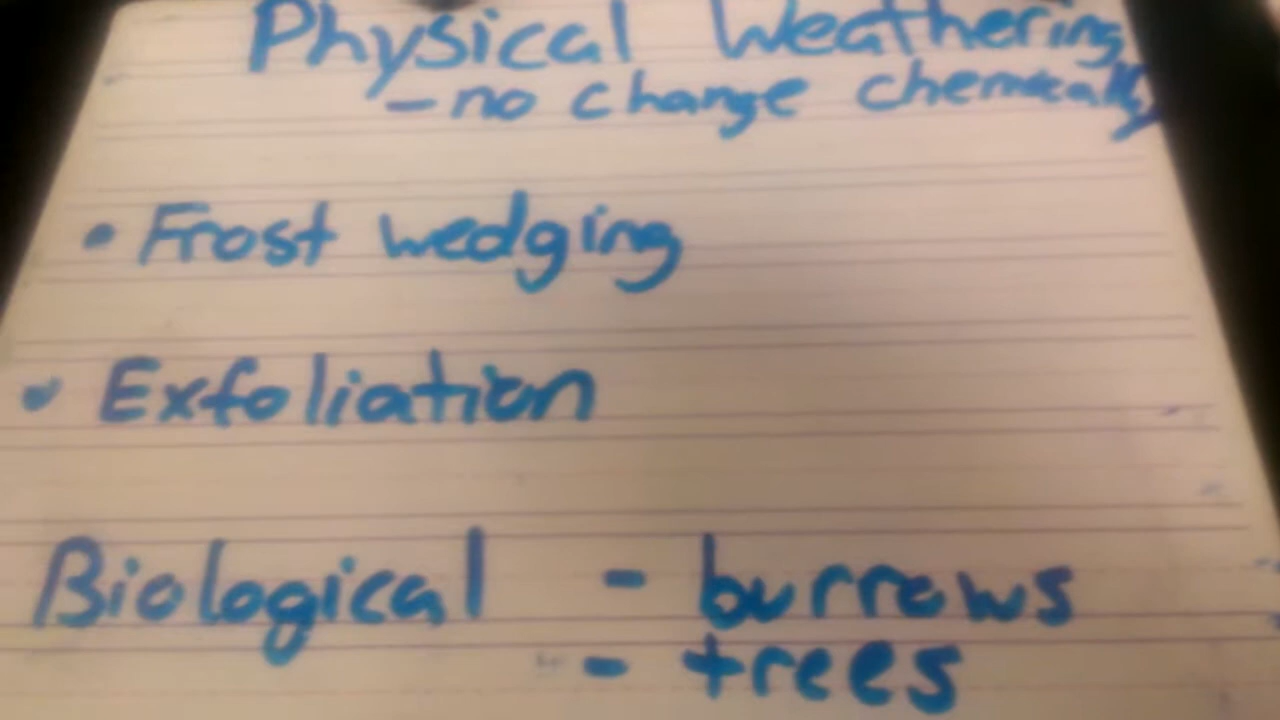 Physical Weathering
- no change chemically
• Frost wedging
• Exfoliation
Biological - burrows
- trees